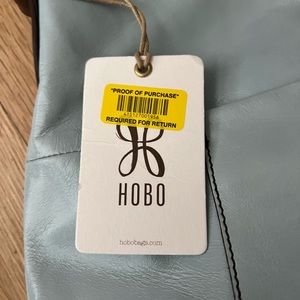 "PROOF OF PURCHASE"
REQUIRED FOR RETURN
HOBO
hobobags.com